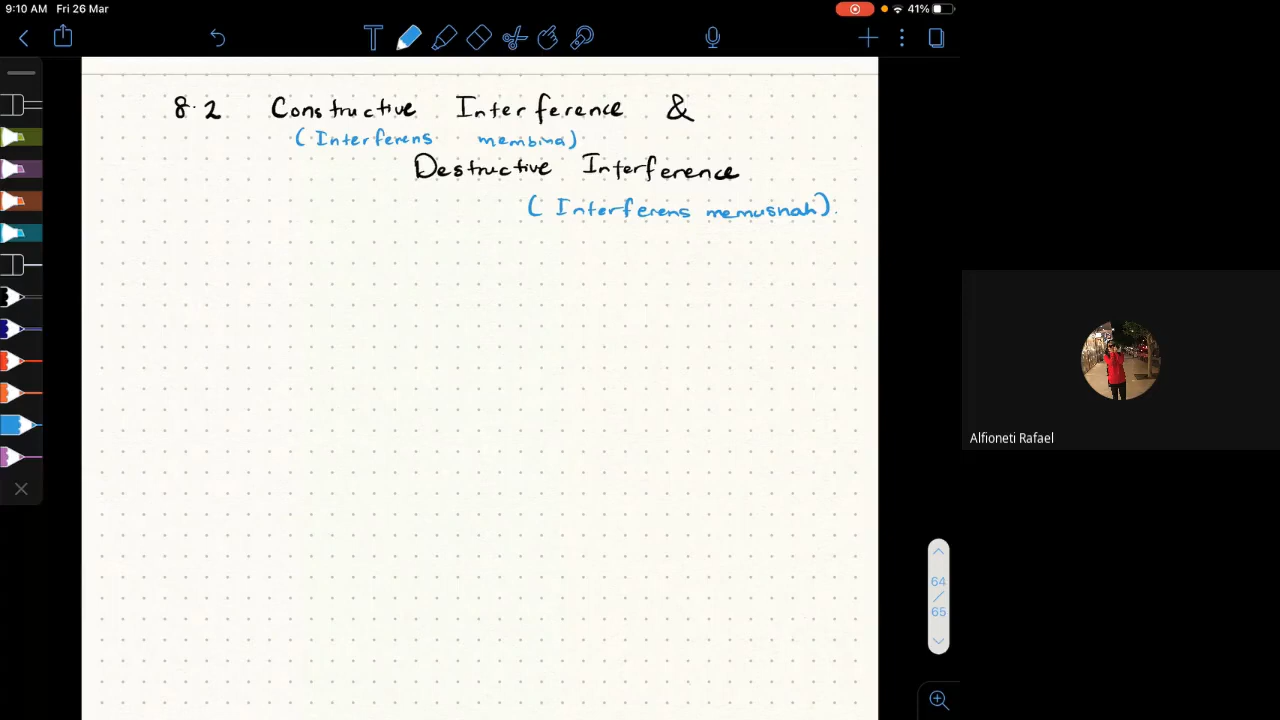 9:10 AM Fri 26 Mar
41%
8.2 Constructive Interference &
(Interferens membina)
Destructive Interference
(Interferens memusnah)
Alfioneti Rafael
64
/
65